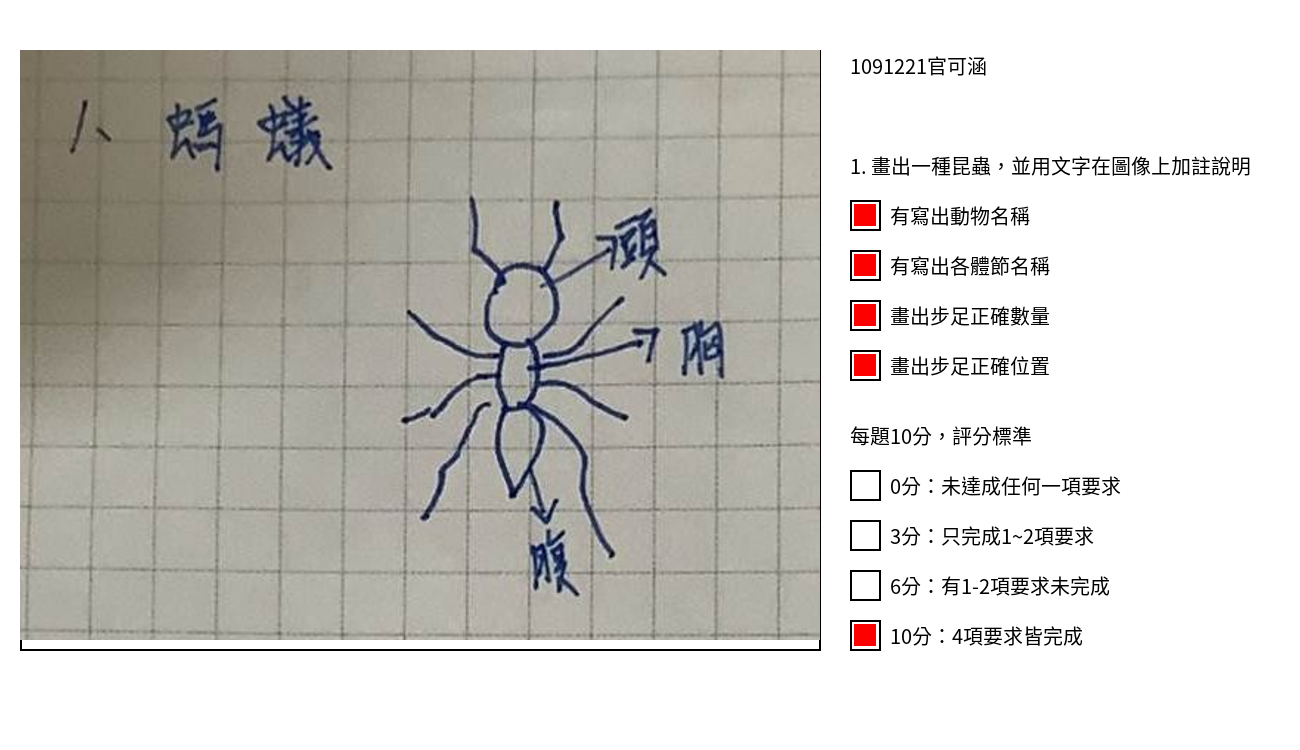 1、螞蟻
頭
胸
腹
1091221官可涵
1. 畫出一種昆蟲，並用文字在圖像上加註說明
有寫出動物名稱
有寫出各體節名稱
畫出步足正確數量
畫出步足正確位置
每題10分，評分標準
0分：未達成任何一項要求
3分：只完成1~2項要求
6分：有1-2項要求未完成
10分：4項要求皆完成